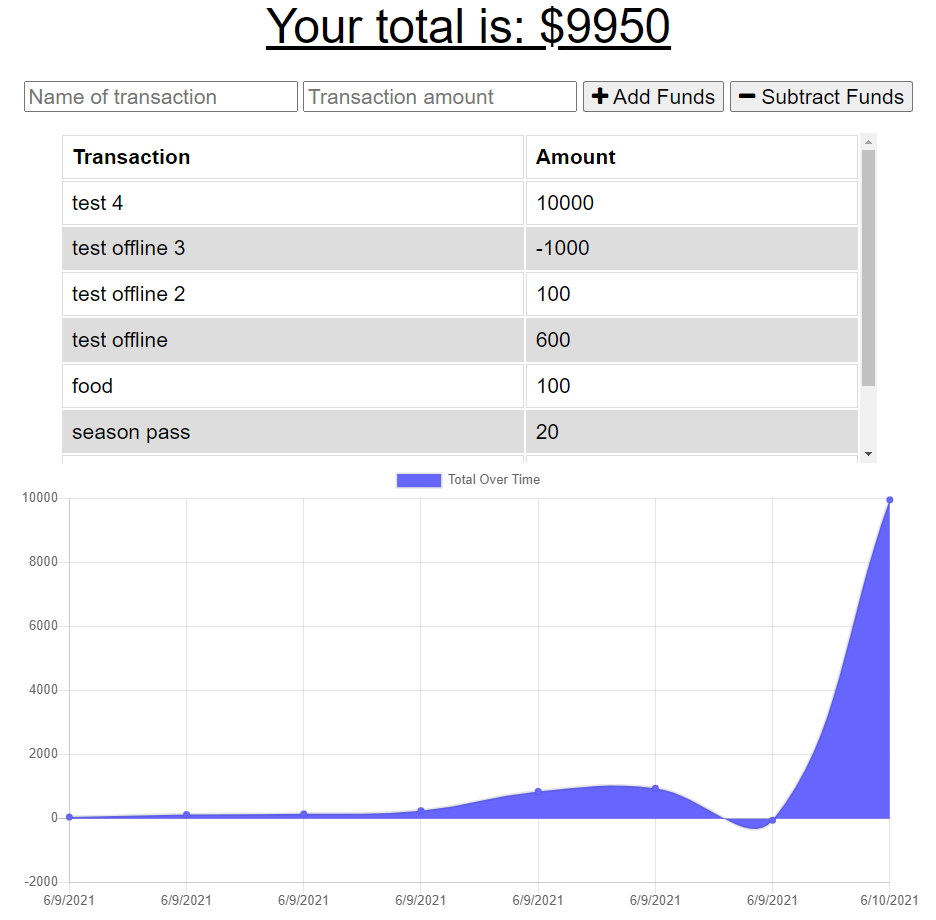 Your total is: $9950
Name of transaction Transaction amount Add Funds Subtract Funds
Transaction Amount
test 4 10000
test offline 3 -1000
test offline 2 100
test offline 600
food 100
season pass 20
Total Over Time
10000
8000
6000
4000
2000
0
-2000
6/9/2021 6/9/2021 6/9/2021 6/9/2021 6/9/2021 6/9/2021 6/9/2021 6/10/2021